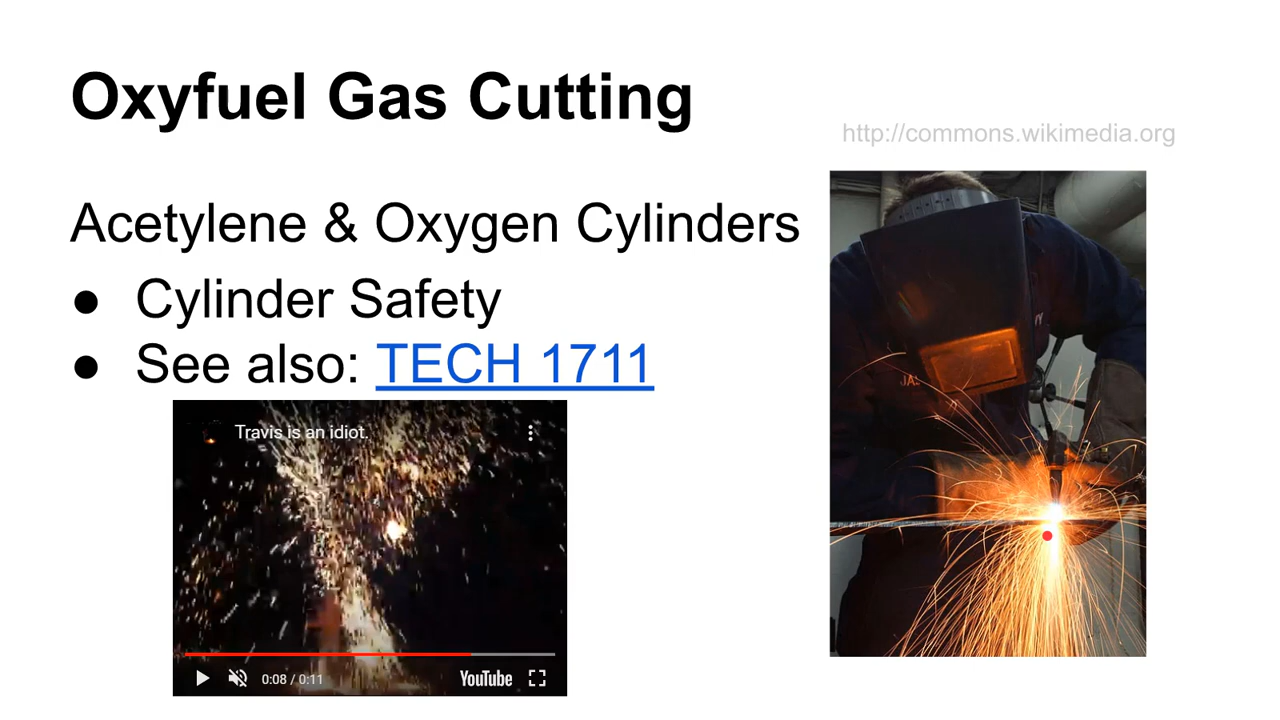 Oxyfuel Gas Cutting
http://commons.wikimedia.org
Acetylene & Oxygen Cylinders
● Cylinder Safety
● See also: TECH 1711
Travis is an idiot.
0:08 / 0:11
YouTube
JAS